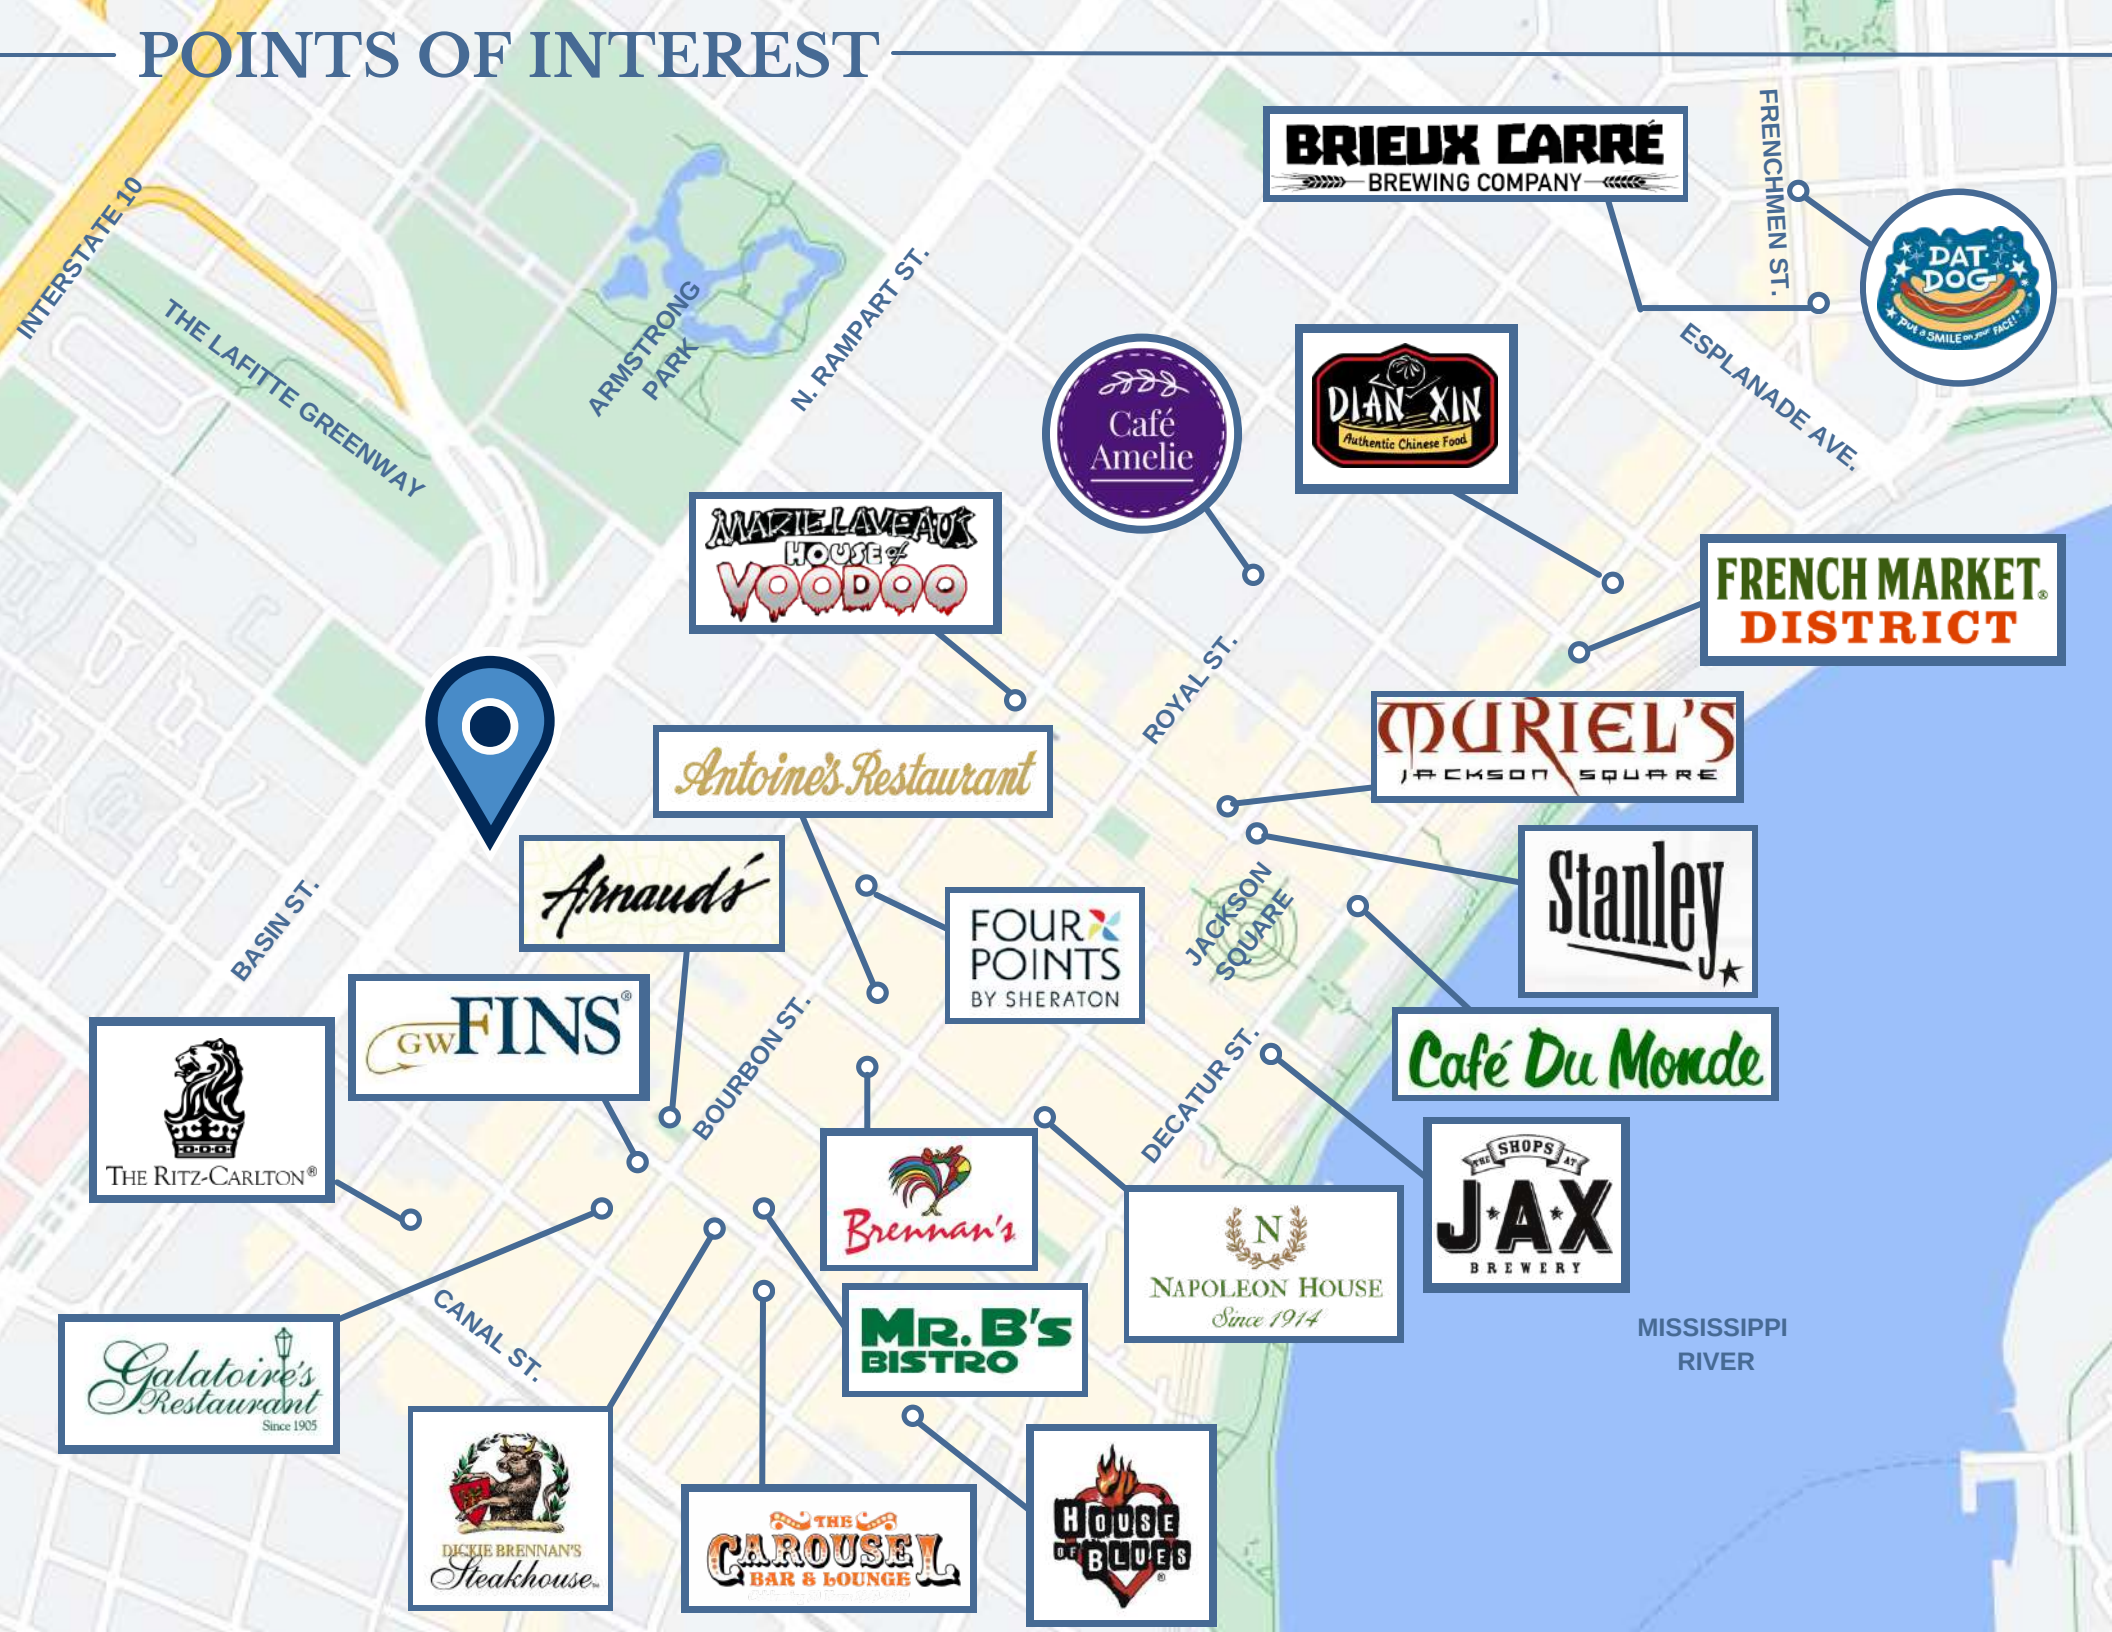 POINTS OF INTEREST
BRIEUX CARRÉ
BREWING COMPANY
FRENCHMEN ST.
DAT
DOG
PUT a SMILE on your FACE!
INTERSTATE 10
THE LAFITTE GREENWAY
ARMSTRONG
PARK
N. RAMPART ST.
ESPLANADE AVE.
Café
Amelie
DIAN XIN
Authentic Chinese Food
MARIE LAVEAU'S
HOUSE of
VOODOO
FRENCH MARKET®
DISTRICT
ROYAL ST.
MURIEL'S
JACKSON SQUARE
Antoine's Restaurant
Arnaud's
Stanley
FOUR
POINTS
BY SHERATON
JACKSON
SQUARE
BASIN ST.
GW FINS®
BOURBON ST.
DECATUR ST.
Café Du Monde
THE RITZ-CARLTON®
Brennan's
THE SHOPS AT
JAX
BREWERY
N
NAPOLEON HOUSE
Since 1914
CANAL ST.
MR. B'S
BISTRO
MISSISSIPPI
RIVER
Galatoire's
Restaurant
Since 1905
DICKIE BRENNAN'S
Steakhouse
THE
CAROUSEL
BAR & LOUNGE
HOUSE
OF BLUES®